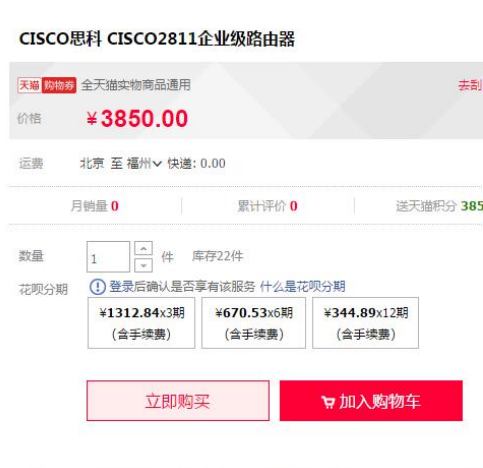 CISCO思科 CISCO2811企业级路由器
天猫 购物券 全天猫实物商品通用 去刮
价格 ¥3850.00
运费 北京 至 福州 快递: 0.00
月销量 0 累计评价 0 送天猫积分 385
数量 1 件 库存22件
花呗分期 登录后确认是否享有该服务 什么是花呗分期
¥1312.84x3期 ¥670.53x6期 ¥344.89x12期
(含手续费) (含手续费) (含手续费)
立即购买 加入购物车